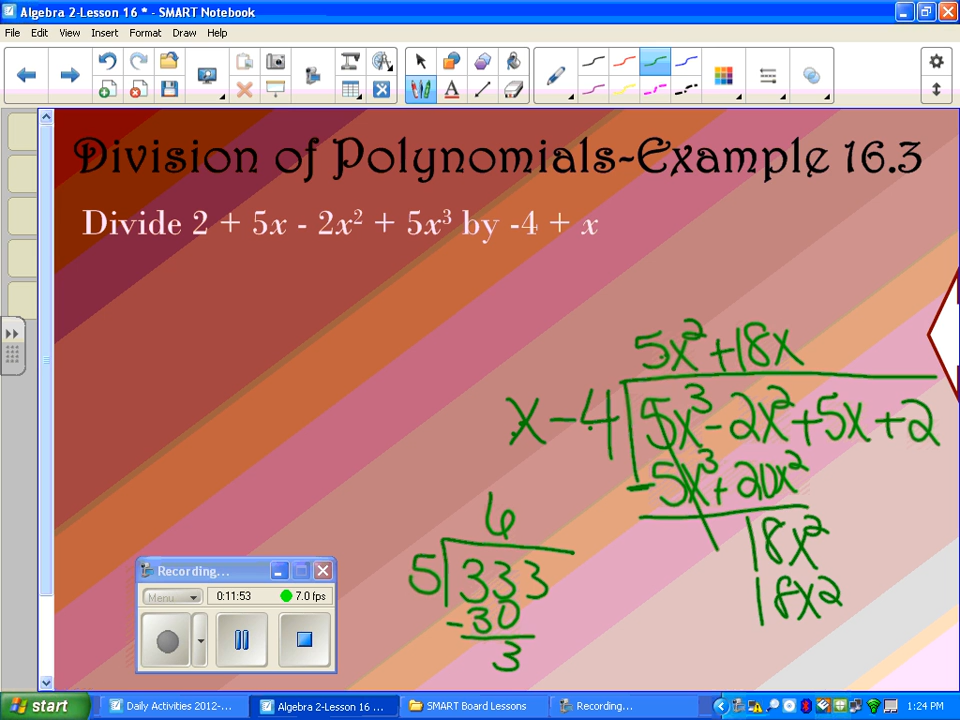 Algebra 2-Lesson 16 * - SMART Notebook
File Edit View Insert Format Draw Help
Division of Polynomials-Example 16.3
Divide 2 + 5x - 2x² + 5x³ by -4 + x
5x² + 18x
x - 4 5x³ - 2x² + 5x + 2
- 5x³ + 20x²
18x²
18x²
6
5 333
- 30
3
Recording...
Menu 0:11:53 7.0 fps
start Daily Activities 2012-... Algebra 2-Lesson 16 ... SMART Board Lessons Recording... 1:24 PM